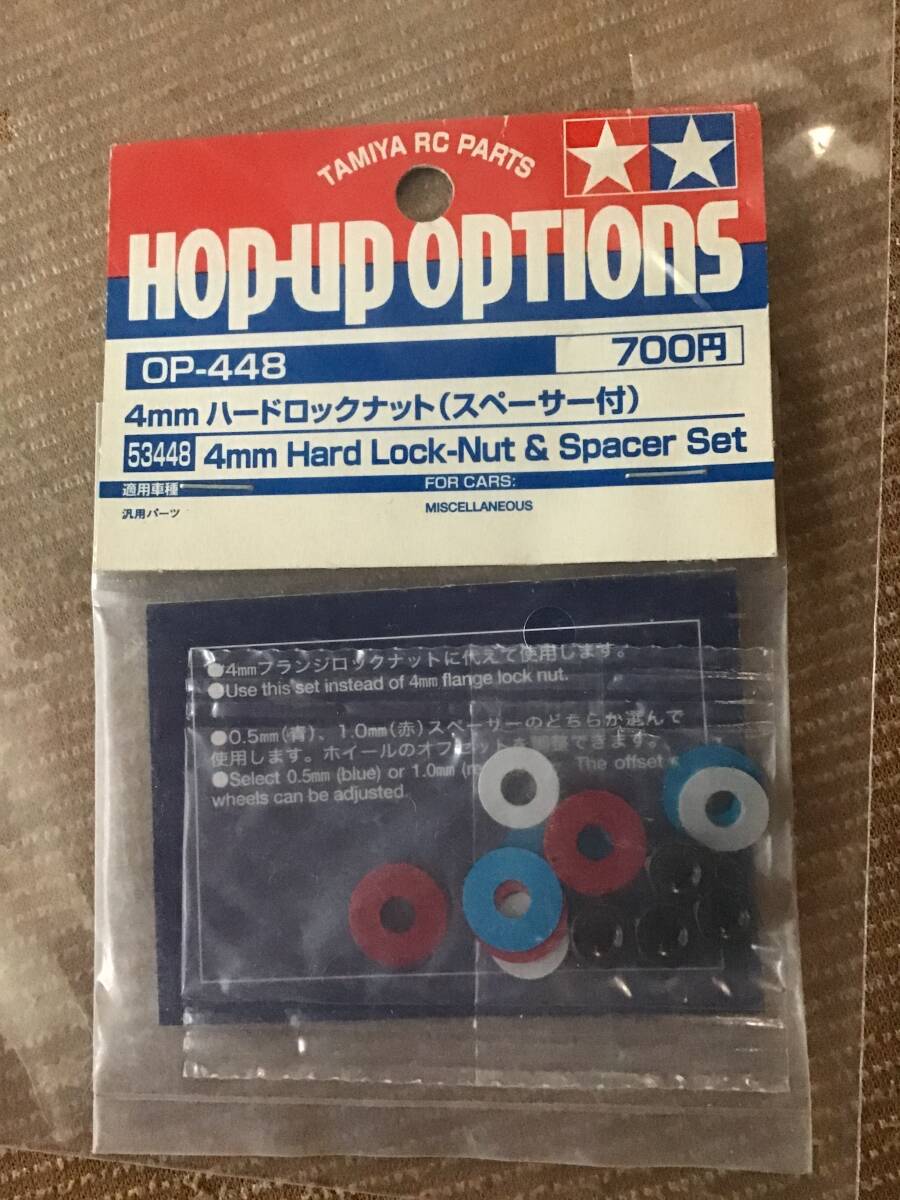 TAMIYA RC PARTS
HOP-UP OPTIONS
OP-448 700円
4mm ハードロックナット(スペーサー付)
53448 4mm Hard Lock-Nut & Spacer Set
適用車種 FOR CARS:
汎用パーツ MISCELLANEOUS
●4mmフランジロックナットに代えて使用します。
●Use this set instead of 4mm flange lock nut.
●0.5mm(青)、1.0mm(赤)スペーサーのどちらか選んで
使用します。ホイールのオフセットを調整できます。
●Select 0.5mm (blue) or 1.0mm The offset
wheels can be adjusted.